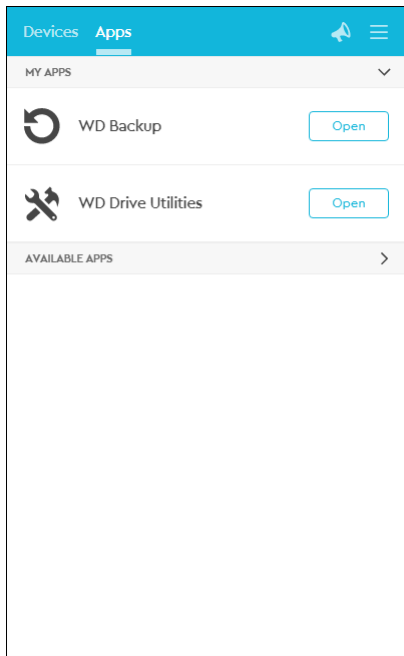 Devices Apps
MY APPS
WD Backup Open
WD Drive Utilities Open
AVAILABLE APPS